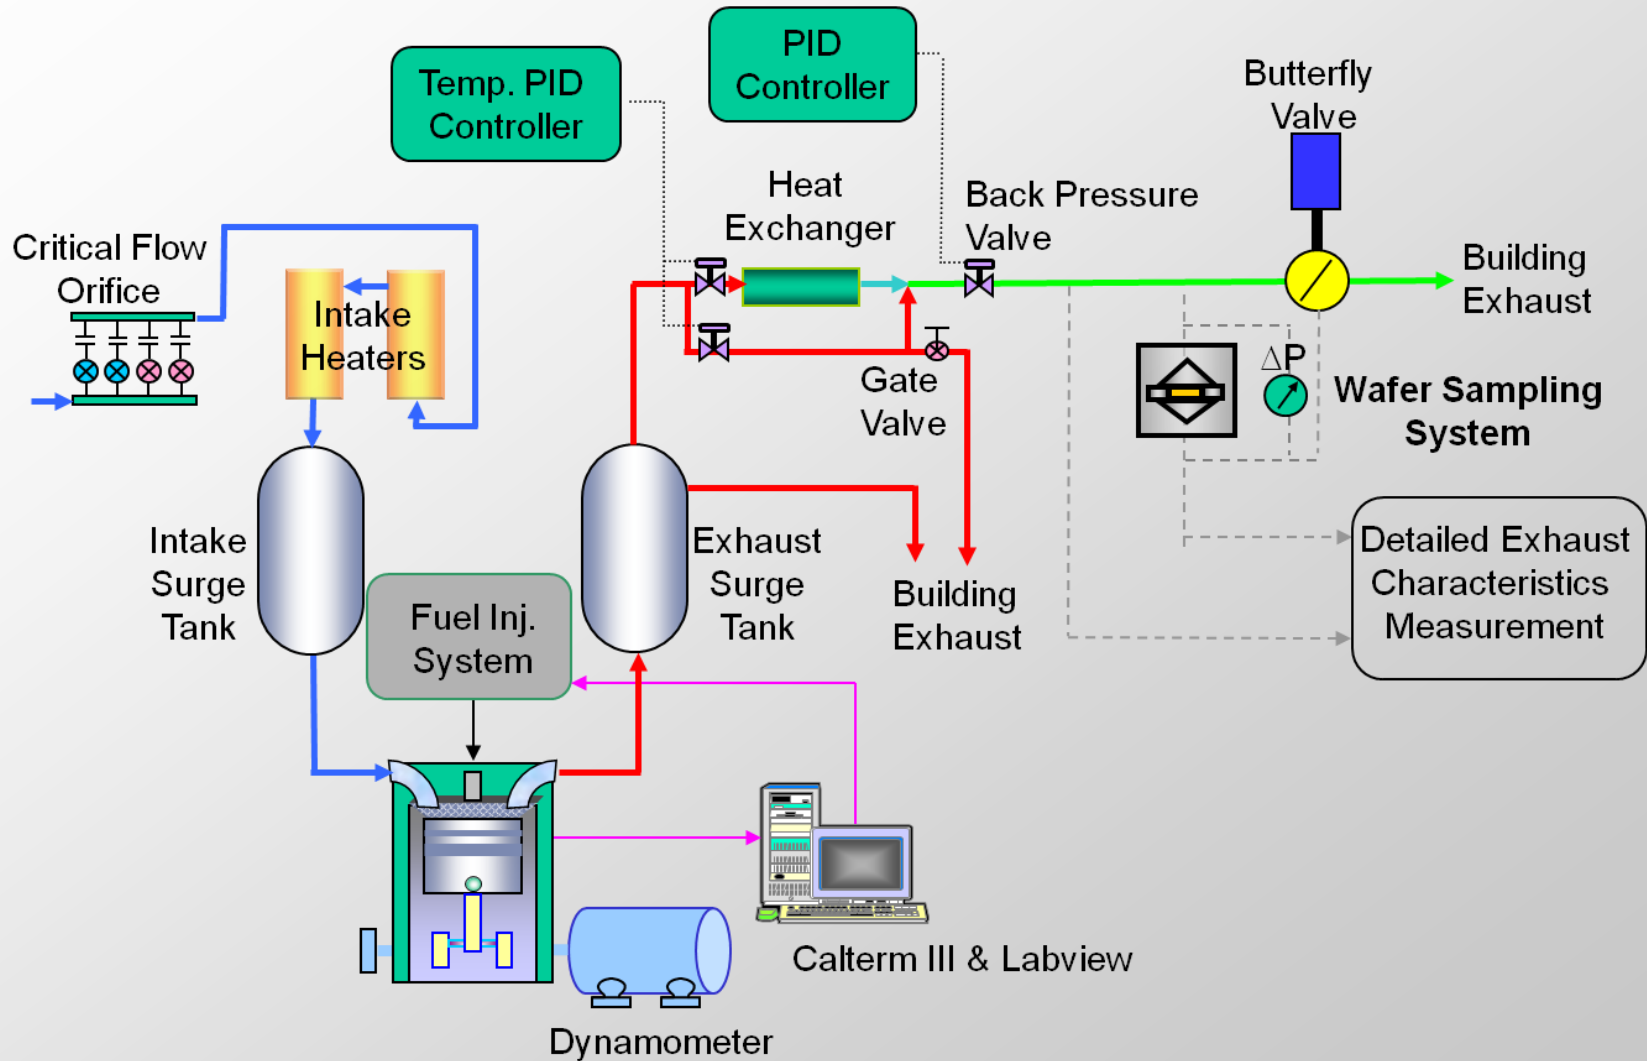 PID
Controller
Temp. PID
Controller
Butterfly
Valve
Heat
Exchanger
Back Pressure
Valve
Critical Flow
Orifice
Building
Exhaust
Intake
Heaters
ΔP
Gate
Valve
Wafer Sampling
System
Intake
Surge
Tank
Exhaust
Surge
Tank
Detailed Exhaust
Characteristics
Measurement
Building
Exhaust
Fuel Inj.
System
Calterm III & Labview
Dynamometer